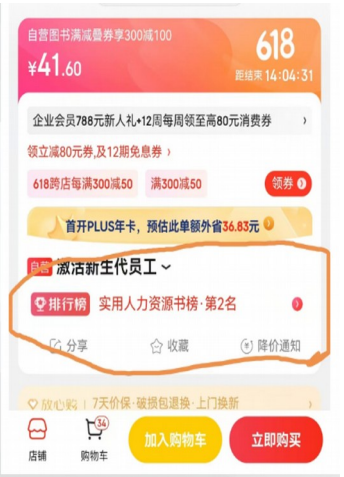 自营图书满减叠券享300减100
618
¥41.60
距结束 14:04:31
企业会员788元新人礼+12周每周领至高80元消费券
领立减80元券,及12期免息券
618跨店每满300减50
满300减50
领券
首开PLUS年卡，预估此单额外省36.83元
自营 激活新生代员工
排行榜 实用人力资源书榜·第2名
分享
收藏
降价通知
放心购 7天价保·破损包退换·上门换新
店铺
34
购物车
加入购物车
立即购买